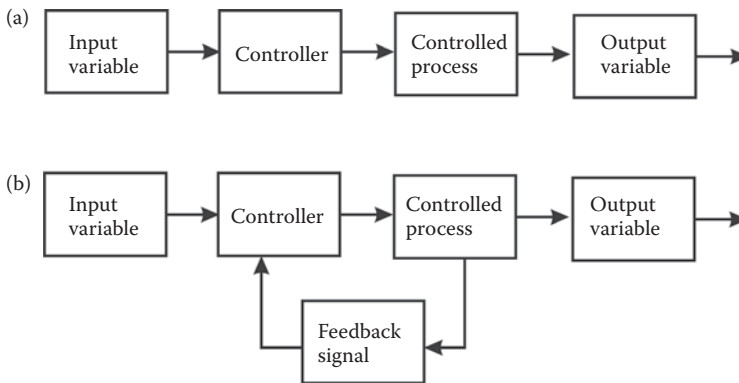 (a)
Input
variable
Controller
Controlled
process
Output
variable
(b)
Input
variable
Controller
Controlled
process
Output
variable
Feedback
signal